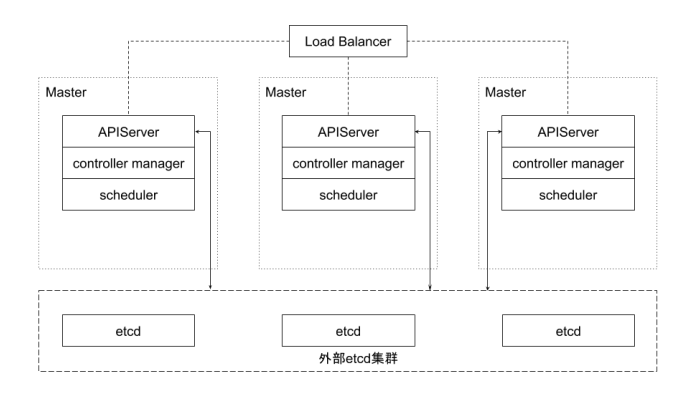 Load Balancer
Master
APIServer
controller manager
scheduler
Master
APIServer
controller manager
scheduler
Master
APIServer
controller manager
scheduler
etcd
etcd
etcd
外部etcd集群